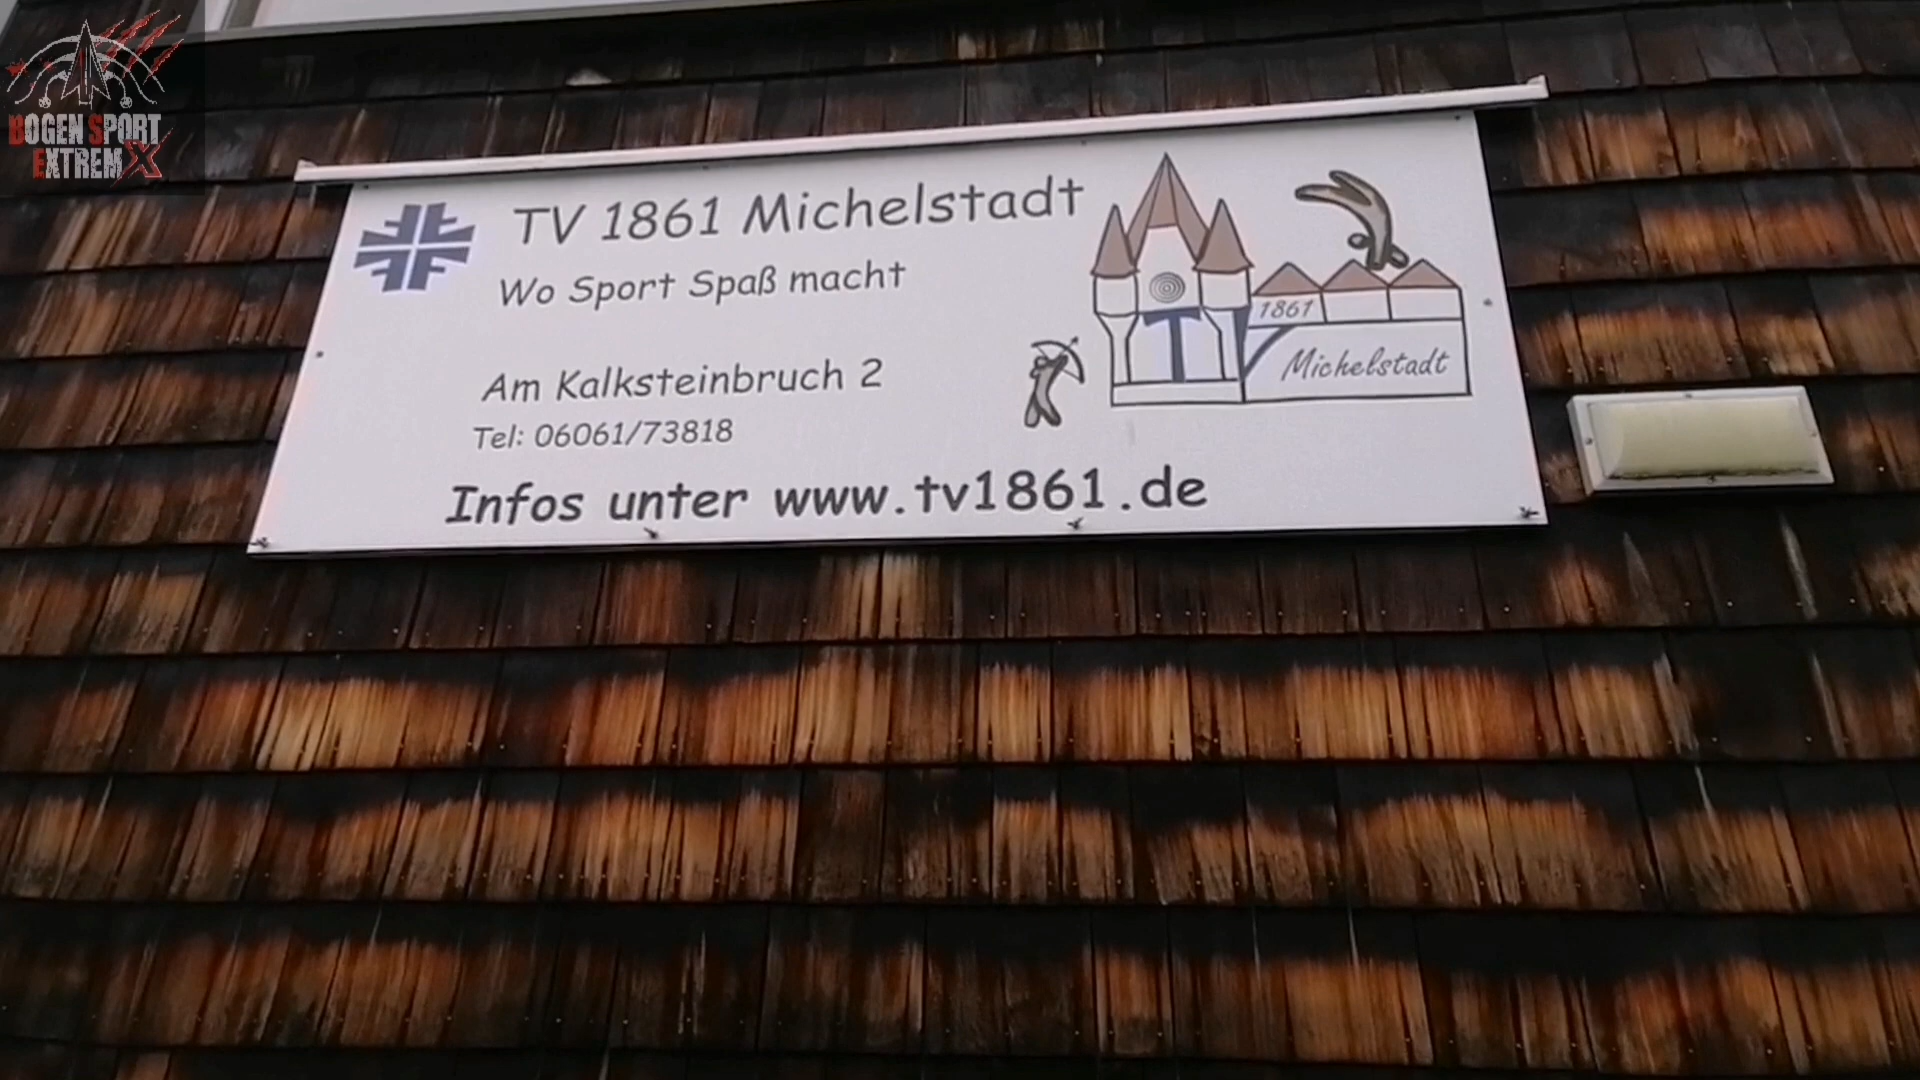 BOGEN SPORT
EXTREM X
TV 1861 Michelstadt
Wo Sport Spaß macht
1861
Michelstadt
Am Kalksteinbruch 2
Tel: 06061/73818
Infos unter www.tv1861.de